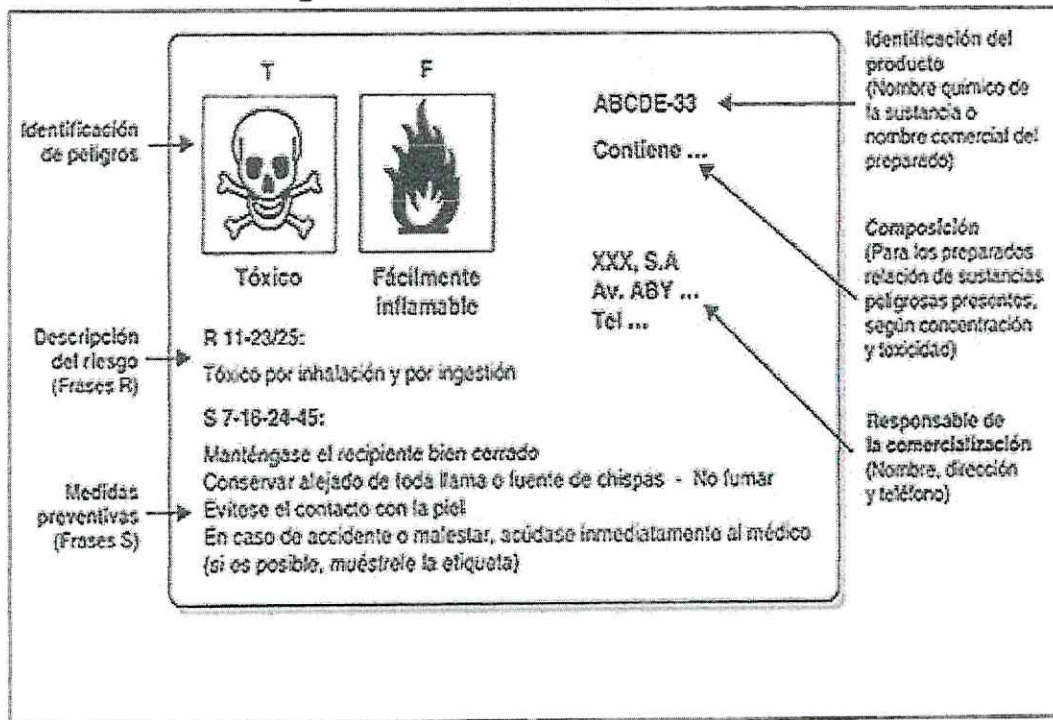 Identificación
de peligros
T
F
Tóxico
Fácilmente
inflamable
ABCDE-33
Contiene ...
XXX, S.A
Av. ABY ...
Tel ...
Descripción
del riesgo
(Frases R)
R 11-23/25:
Tóxico por inhalación y por ingestión
S 7-16-24-45:
Medidas
preventivas
(Frases S)
Manténgase el recipiente bien cerrado
Conservar alejado de toda llama o fuente de chispas - No fumar
Evítese el contacto con la piel
En caso de accidente o malestar, acúdase inmediatamente al médico
(si es posible, muéstrele la etiqueta)
Identificación del
producto
(Nombre químico de
la sustancia o
nombre comercial del
preparado)
Composición
(Para los preparados
relación de sustancias
peligrosas presentes,
según concentración
y toxicidad)
Responsable de
la comercialización
(Nombre, dirección
y teléfono)